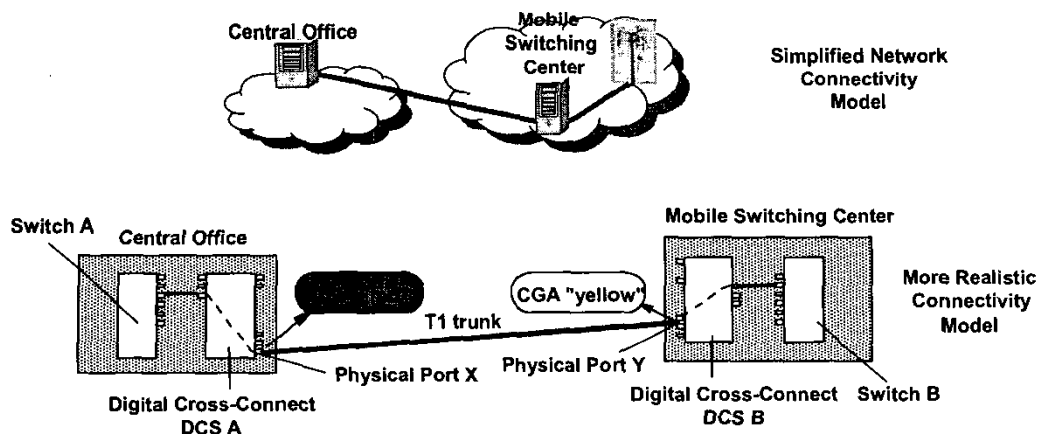 Central Office
Mobile
Switching
Center
Simplified Network
Connectivity
Model
Switch A
Central Office
Mobile Switching Center
CGA "yellow"
T1 trunk
More Realistic
Connectivity
Model
Physical Port X
Physical Port Y
Digital Cross-Connect
DCS A
Digital Cross-Connect
DCS B
Switch B